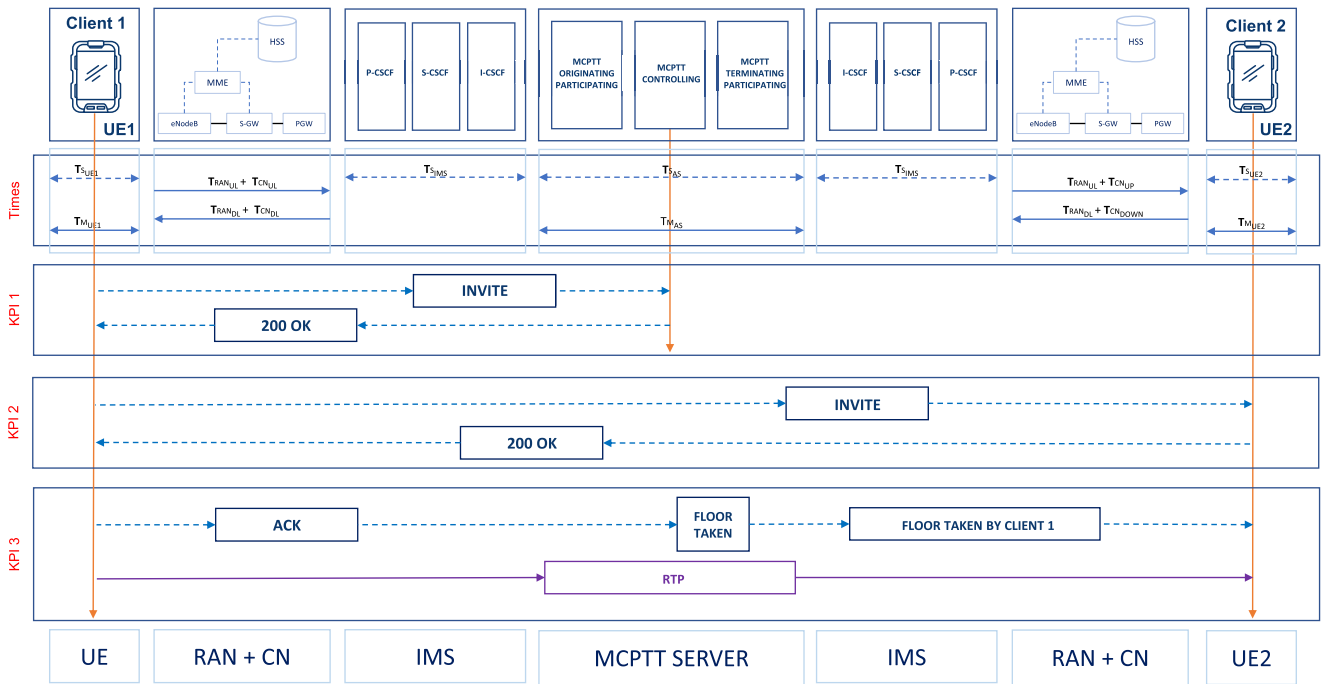 Client 1
UE1
HSS
MME
eNodeB
S-GW
PGW
P-CSCF
S-CSCF
I-CSCF
MCPTT
ORIGINATING
PARTICIPATING
MCPTT
CONTROLLING
MCPTT
TERMINATING
PARTICIPATING
I-CSCF
S-CSCF
P-CSCF
HSS
MME
eNodeB
S-GW
PGW
Client 2
UE2
Times
TSUE1
TRANUL + TCNUL
TSIMS
TSAS
TSIMS
TRANUL + TCNUP
TSUE2
TRANDL + TCNDL
TRANDL + TCNDOWN
TMUE1
TMAS
TMUE2
KPI 1
INVITE
200 OK
KPI 2
INVITE
200 OK
KPI 3
ACK
FLOOR
TAKEN
FLOOR TAKEN BY CLIENT 1
RTP
UE
RAN + CN
IMS
MCPTT SERVER
IMS
RAN + CN
UE2